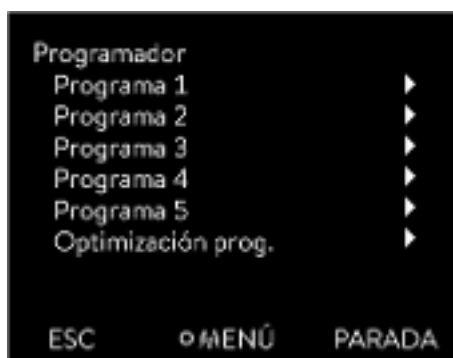 Programador
Programa 1
Programa 2
Programa 3
Programa 4
Programa 5
Optimización prog.
ESC MENÚ PARADA